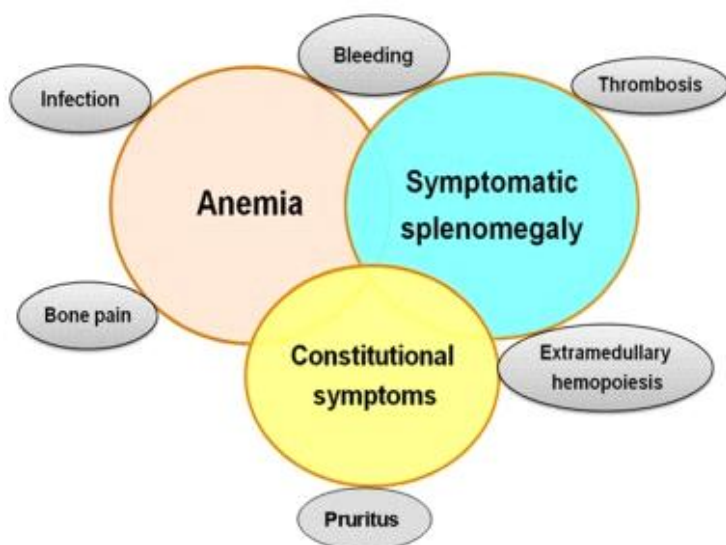 Bleeding
Thrombosis
Infection
Anemia
Symptomatic
splenomegaly
Bone pain
Constitutional
symptoms
Extramedullary
hemopoiesis
Pruritus